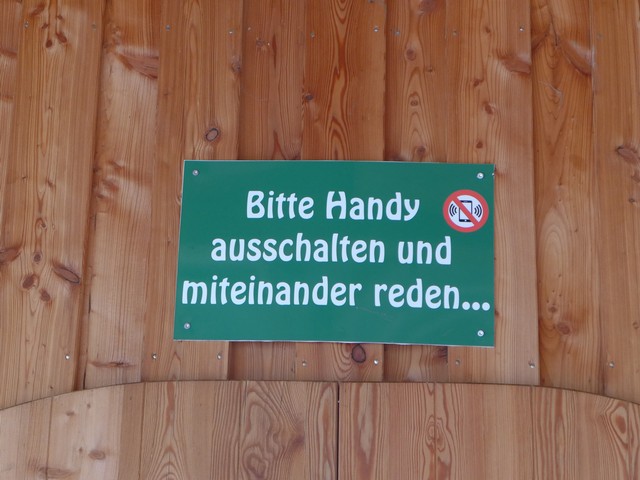 Bitte Handy
ausschalten und
miteinander reden...